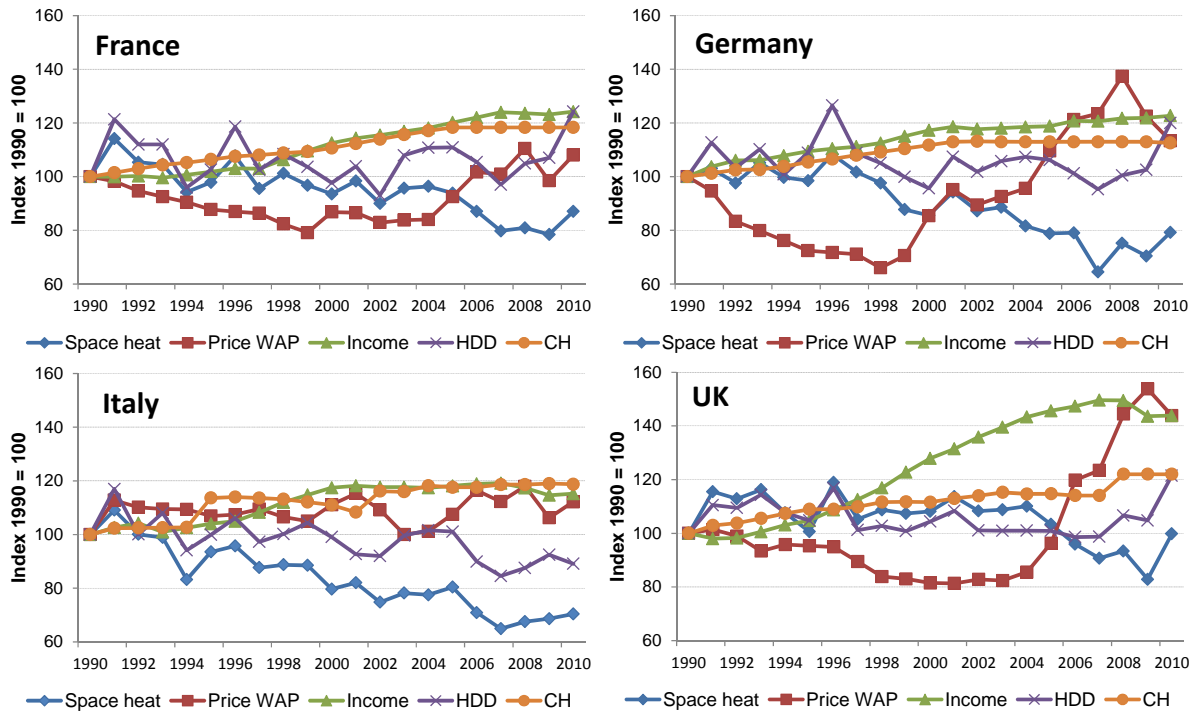 France
Index 1990 = 100
160
140
120
100
80
60
1990 1992 1994 1996 1998 2000 2002 2004 2006 2008 2010
Space heat Price WAP Income HDD CH
Germany
Index 1990 = 100
160
140
120
100
80
60
1990 1992 1994 1996 1998 2000 2002 2004 2006 2008 2010
Space heat Price WAP Income HDD CH
Italy
Index 1990 = 100
160
140
120
100
80
60
1990 1992 1994 1996 1998 2000 2002 2004 2006 2008 2010
Space heat Price WAP Income HDD CH
UK
Index 1990 = 100
160
140
120
100
80
60
1990 1992 1994 1996 1998 2000 2002 2004 2006 2008 2010
Space heat Price WAP Income HDD CH